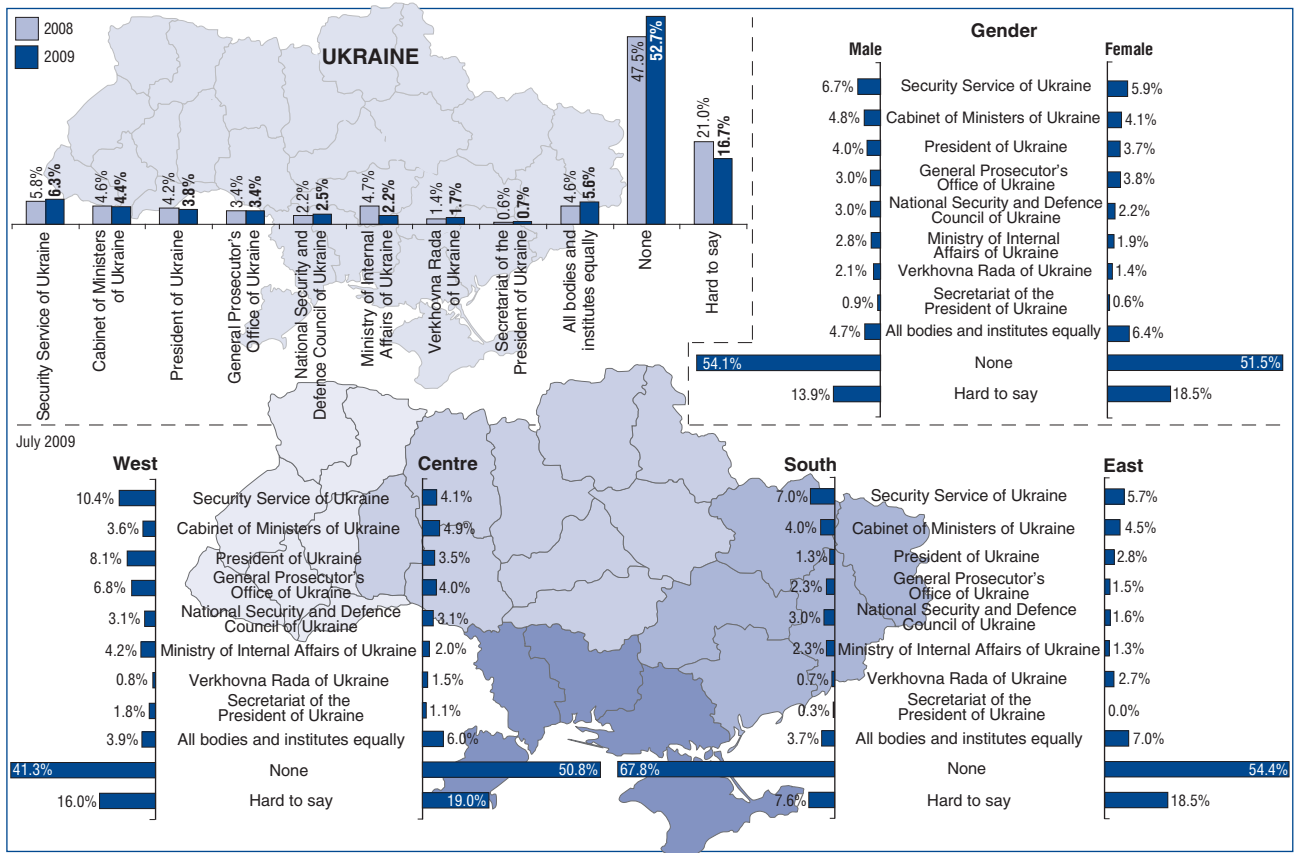 2008
2009
UKRAINE
5.8%
6.3%
4.6%
4.4%
4.2%
3.8%
3.4%
3.4%
2.2%
2.5%
4.7%
2.2%
1.4%
1.7%
0.6%
0.7%
4.6%
5.6%
47.5%
52.7%
21.0%
16.7%
Security Service of Ukraine
Cabinet of Ministers
of Ukraine
President of Ukraine
General Prosecutor's
Office of Ukraine
National Security and
Defence Council of Ukraine
Ministry of Internal
Affairs of Ukraine
Verkhovna Rada
of Ukraine
Secretariat of the
President of Ukraine
All bodies and
institutes equally
None
Hard to say
Gender
Male Female
6.7% Security Service of Ukraine 5.9%
4.8% Cabinet of Ministers of Ukraine 4.1%
4.0% President of Ukraine 3.7%
General Prosecutor's
3.0% Office of Ukraine 3.8%
National Security and Defence
3.0% Council of Ukraine 2.2%
Ministry of Internal
2.8% Affairs of Ukraine 1.9%
2.1% Verkhovna Rada of Ukraine 1.4%
Secretariat of the
0.9% President of Ukraine 0.6%
4.7% All bodies and institutes equally 6.4%
54.1% None 51.5%
13.9% Hard to say 18.5%
July 2009
West Centre
10.4% Security Service of Ukraine 4.1%
3.6% Cabinet of Ministers of Ukraine 4.9%
8.1% President of Ukraine 3.5%
General Prosecutor's
6.8% Office of Ukraine 4.0%
National Security and Defence
3.1% Council of Ukraine 3.1%
4.2% Ministry of Internal Affairs of Ukraine 2.0%
0.8% Verkhovna Rada of Ukraine 1.5%
Secretariat of the
1.8% President of Ukraine 1.1%
3.9% All bodies and institutes equally 6.0%
41.3% None 50.8%
16.0% Hard to say 19.0%
South East
7.0% Security Service of Ukraine 5.7%
4.0% Cabinet of Ministers of Ukraine 4.5%
1.3% President of Ukraine 2.8%
General Prosecutor's
2.3% Office of Ukraine 1.5%
National Security and Defence
3.0% Council of Ukraine 1.6%
2.3% Ministry of Internal Affairs of Ukraine 1.3%
0.7% Verkhovna Rada of Ukraine 2.7%
Secretariat of the
0.3% President of Ukraine 0.0%
3.7% All bodies and institutes equally 7.0%
67.8% None 54.4%
7.6% Hard to say 18.5%